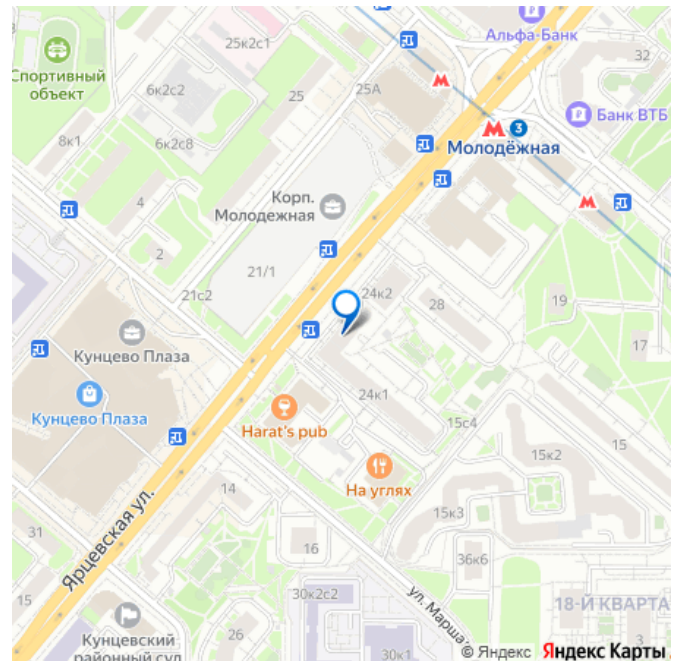 Альфа-Банк
25к2с1
32
Спортивный
объект
6к2с2
25
25А
Банк ВТБ
3
Молодёжная
8к1
6к2с8
4
Корп.
Молодежная
2
21/1
21с2
24к2
28
19
17
Кунцево Плаза
Кунцево Плаза
24к1
15с4
Harat's pub
15
15к2
На углях
14
15к3
31
Ярцевская ул.
16
36к6
15
30к2с2
ул. Марша
18-Й КВАРТА
Кунцевский
районный суд
26
30к1
© Яндекс Яндекс Карты